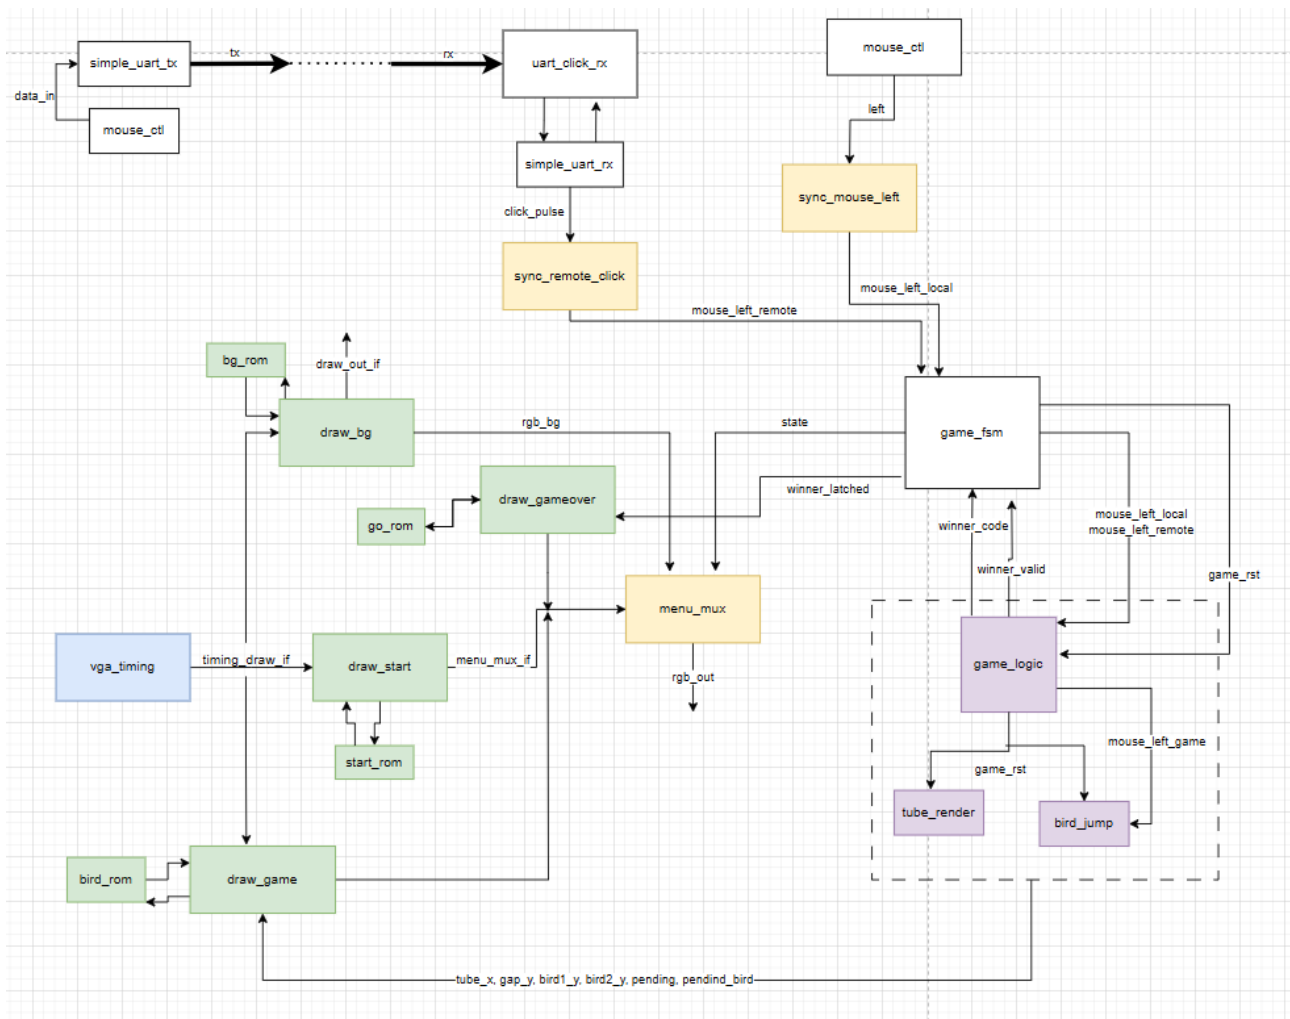 mouse_ctl
tx
rx
simple_uart_tx
uart_click_rx
data_in
left
mouse_ctl
simple_uart_rx
sync_mouse_left
click_pulse
sync_remote_click
mouse_left_local
mouse_left_remote
bg_rom
draw_out_if
rgb_bg
state
draw_bg
game_fsm
winner_latched
draw_gameover
go_rom
winner_code
mouse_left_local
mouse_left_remote
winner_valid
game_rst
menu_mux
vga_timing
timing_draw_if
draw_start
menu_mux_if
game_logic
rgb_out
mouse_left_game
start_rom
game_rst
tube_render
bird_jump
bird_rom
draw_game
tube_x, gap_y, bird1_y, bird2_y, pending, pendind_bird